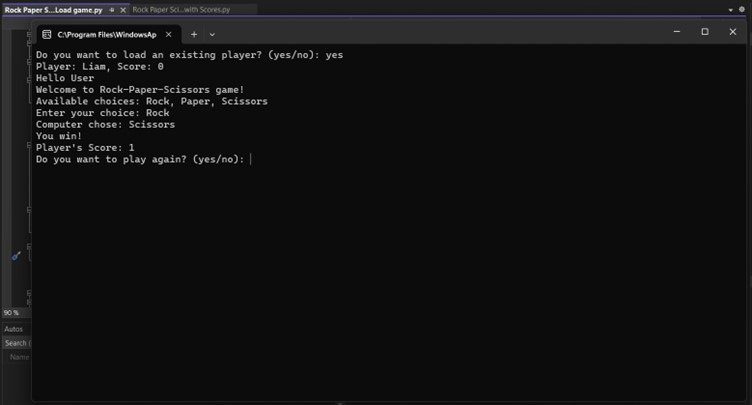 Rock Paper S...Load game.py
Rock Paper Sci...with Scores.py
C:\Program Files\WindowsAp
Do you want to load an existing player? (yes/no): yes
Player: Liam, Score: 0
Hello User
Welcome to Rock-Paper-Scissors game!
Available choices: Rock, Paper, Scissors
Enter your choice: Rock
Computer chose: Scissors
You win!
Player's Score: 1
Do you want to play again? (yes/no):
90 %
Autos
Search (
Name